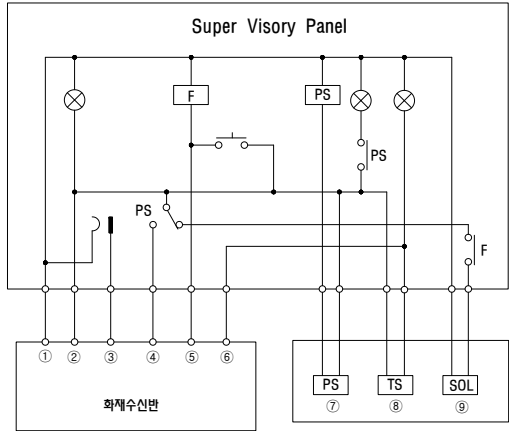 Super Visory Panel
F
PS
PS
PS
F
① ② ③ ④ ⑤ ⑥
화재수신반
PS TS SOL
⑦ ⑧ ⑨